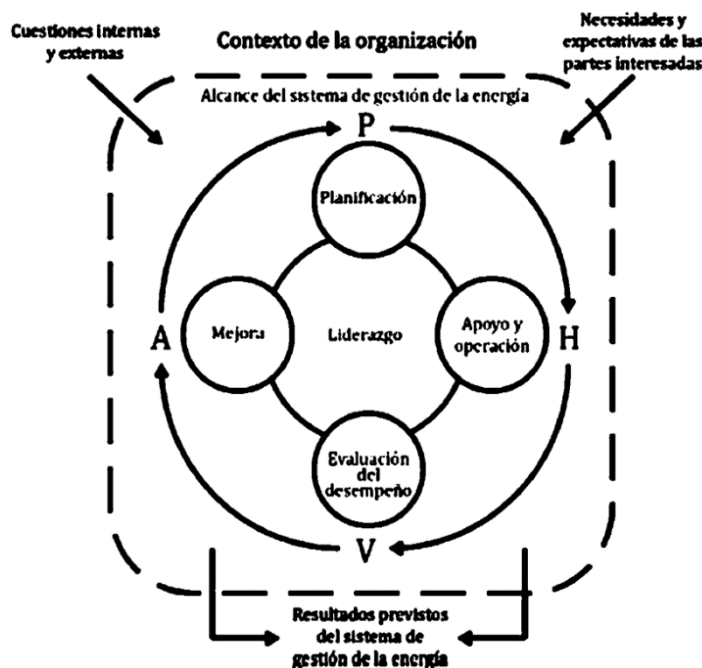 Cuestiones internas
y externas
Contexto de la organización
Necesidades y
expectativas de las
partes interesadas
Alcance del sistema de gestión de la energía
P
Planificación
A
Mejora
Liderazgo
Apoyo y
operación
H
Evaluación
del
desempeño
V
Resultados previstos
del sistema de
gestión de la energía